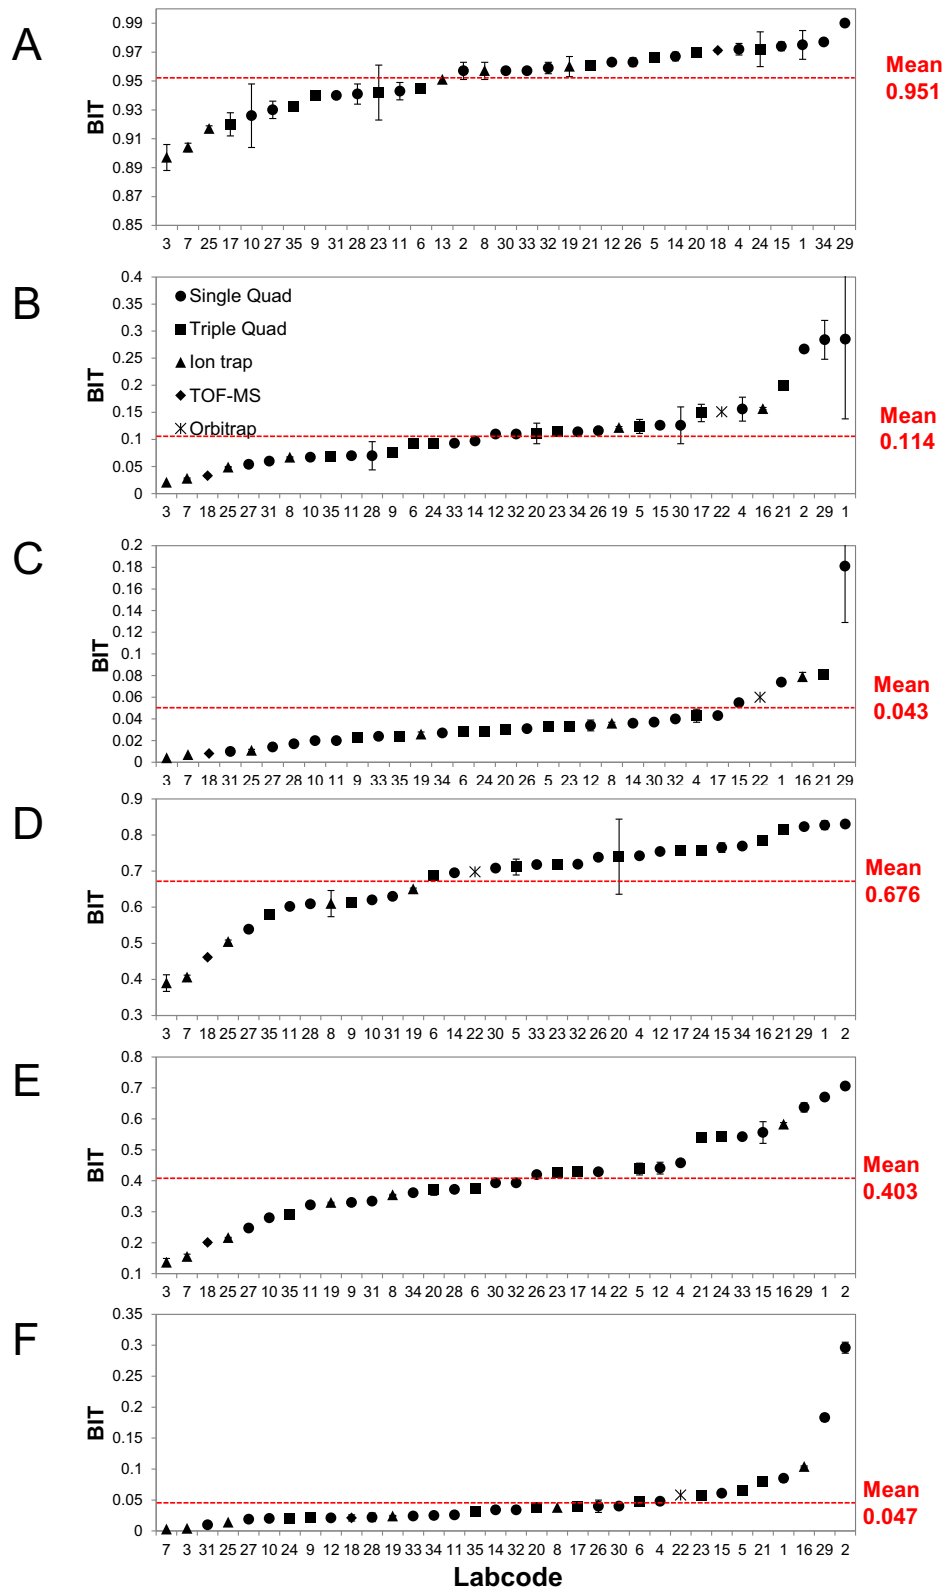 A
BIT
0.99
0.97
0.95
0.93
0.91
0.89
0.87
0.85
Mean
0.951
3 7 25 17 10 27 35 9 31 28 23 11 6 13 2 8 30 33 32 19 21 12 26 5 14 20 18 4 24 15 1 34 29
B
BIT
0.4
0.35
0.3
0.25
0.2
0.15
0.1
0.05
0
Single Quad
Triple Quad
Ion trap
TOF-MS
Orbitrap
Mean
0.114
3 7 18 25 27 31 8 10 35 11 28 9 6 24 33 14 12 32 20 23 34 26 19 5 15 30 17 22 4 16 21 2 29 1
C
BIT
0.2
0.18
0.16
0.14
0.12
0.1
0.08
0.06
0.04
0.02
0
Mean
0.043
3 7 18 31 25 27 28 10 11 9 33 35 19 34 6 24 20 26 5 23 12 8 14 30 32 4 17 15 22 1 16 21 29
D
BIT
0.9
0.8
0.7
0.6
0.5
0.4
0.3
Mean
0.676
3 7 18 25 27 35 11 28 8 9 10 31 19 6 14 22 30 5 33 23 32 26 20 4 12 17 24 15 34 16 21 29 1 2
E
BIT
0.8
0.7
0.6
0.5
0.4
0.3
0.2
0.1
Mean
0.403
3 7 18 25 27 10 35 11 19 9 31 8 34 20 28 6 30 32 26 23 17 14 22 5 12 4 21 24 33 15 16 29 1 2
F
BIT
0.35
0.3
0.25
0.2
0.15
0.1
0.05
0
Mean
0.047
7 3 31 25 27 10 24 9 12 18 28 19 33 34 11 35 14 32 20 8 17 26 30 6 4 22 23 15 5 21 1 16 29 2
Labcode